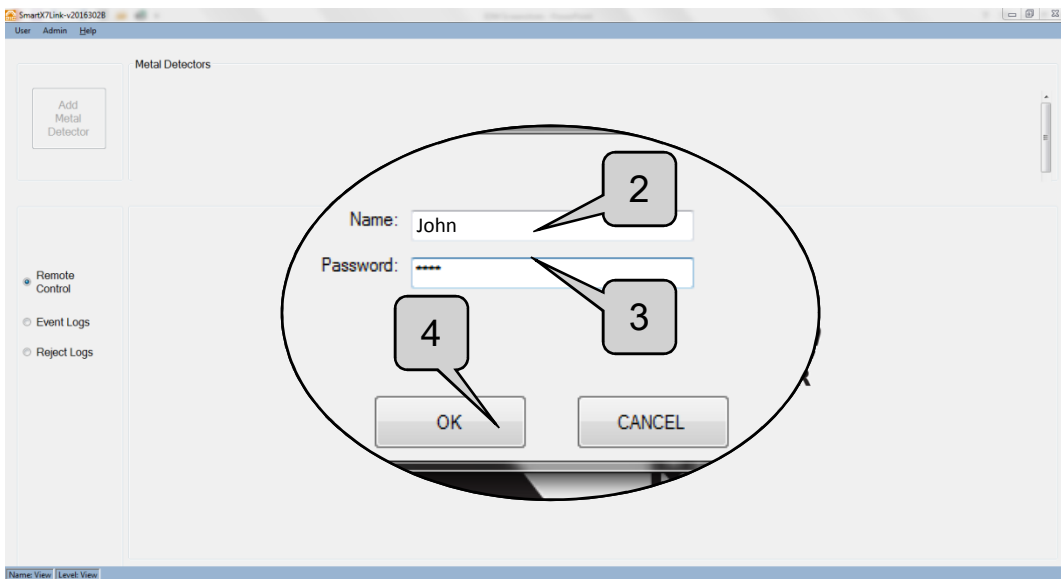 SmartX7Link-v2016302B
User Admin Help
Metal Detectors
Add
Metal
Detector
Remote
Control
Event Logs
Reject Logs
2
Name: John
Password: ****
3
4
OK CANCEL
Name: View Level: View